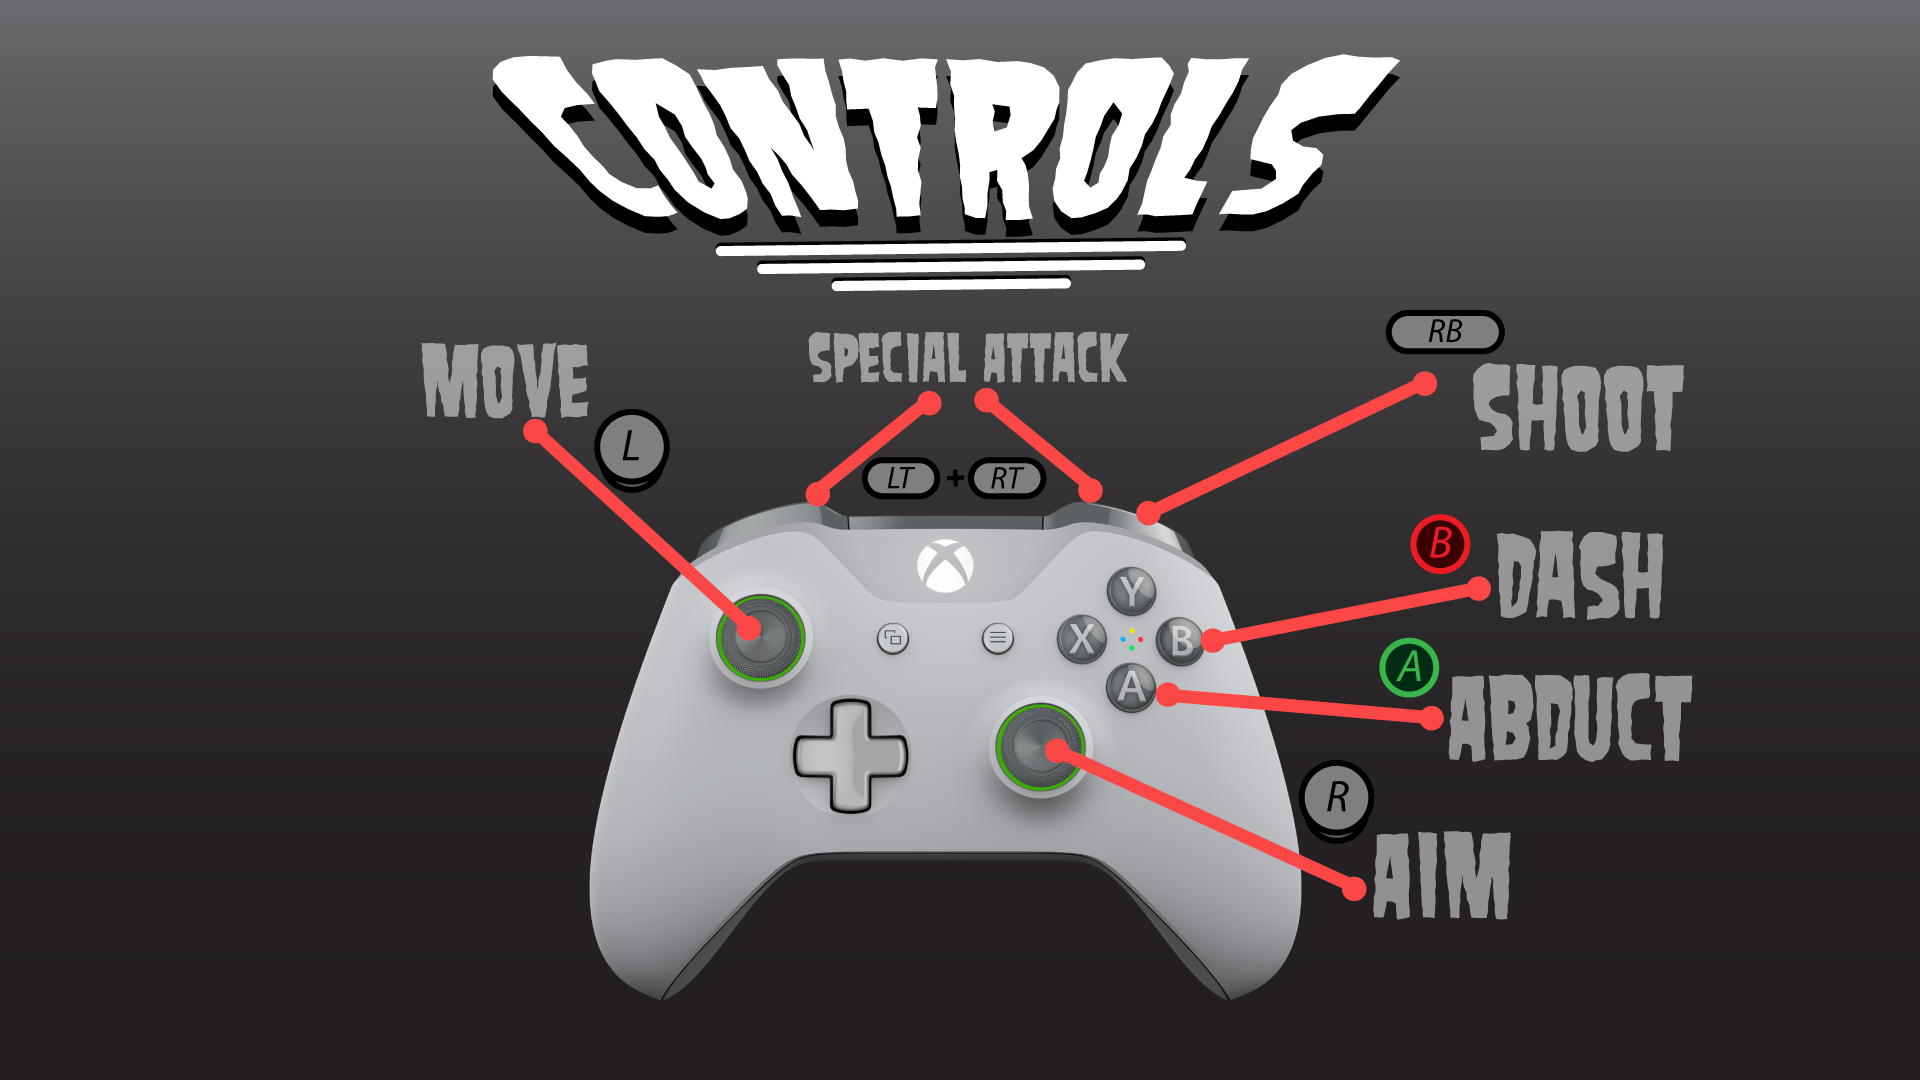 CONTROLS
MOVE
L
SPECIAL ATTACK
LT + RT
RB
SHOOT
B
DASH
A
ABDUCT
R
AIM
Y
X
B
A